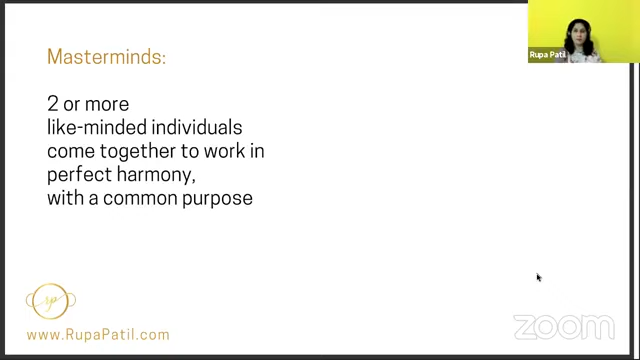 Rupa Patil
Masterminds:
2 or more
like-minded individuals
come together to work in
perfect harmony,
with a common purpose
rp
www.RupaPatil.com
zoom